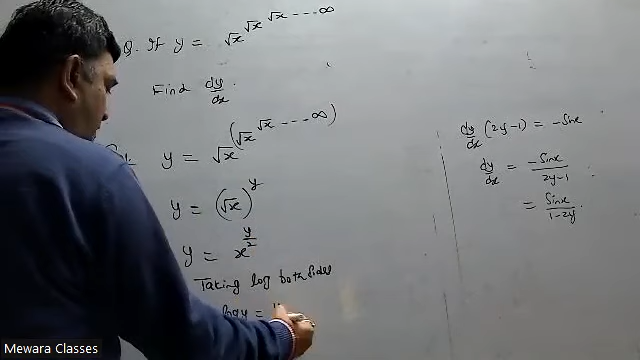 Q. If y = √x^√x^√x^---∞
Find dy/dx.
y = √x^(√x^√x^---∞)
y = (√x)^y
y = x^(y/2)
Taking log both sides
log y =
dy/dx (2y-1) = -Sinx
dy/dx = -Sinx/2y-1
= Sinx/1-2y.
Mewara Classes